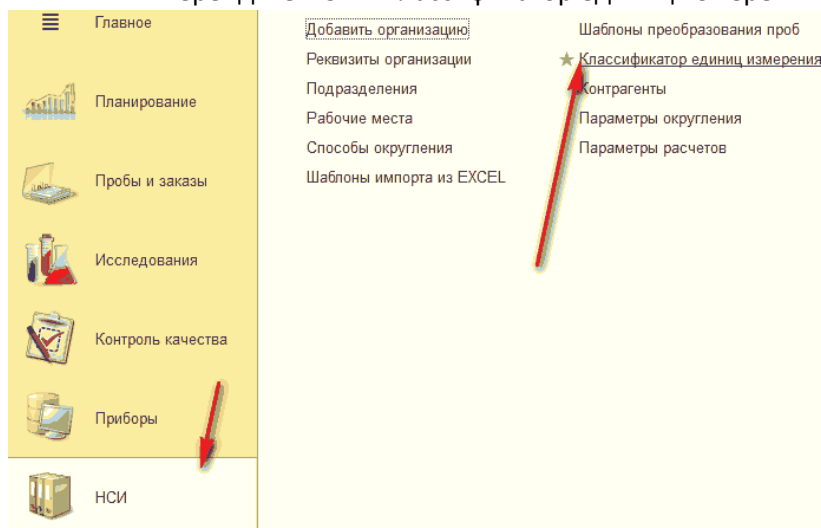 Главное
Планирование
Пробы и заказы
Исследования
Контроль качества
Приборы
НСИ
Добавить организацию
Реквизиты организации
Подразделения
Рабочие места
Способы округления
Шаблоны импорта из EXCEL
Шаблоны преобразования проб
Классификатор единиц измерения
Контрагенты
Параметры округления
Параметры расчетов